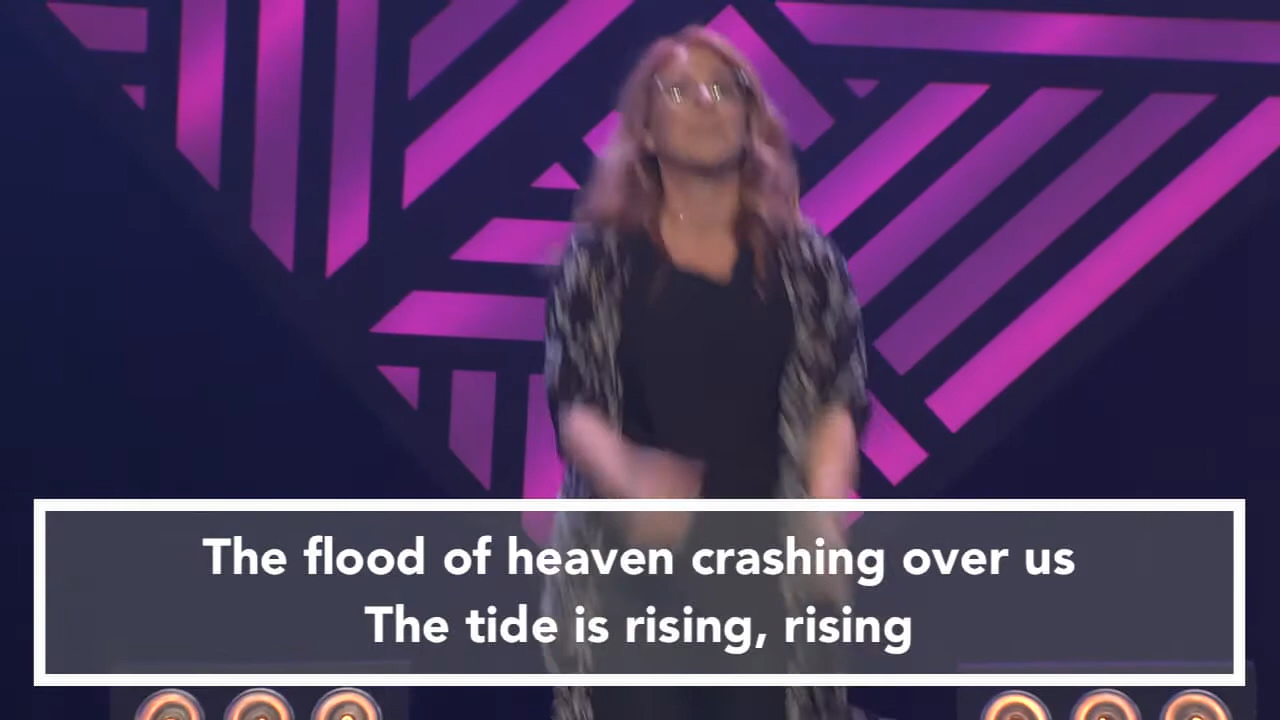 The flood of heaven crashing over us
The tide is rising, rising